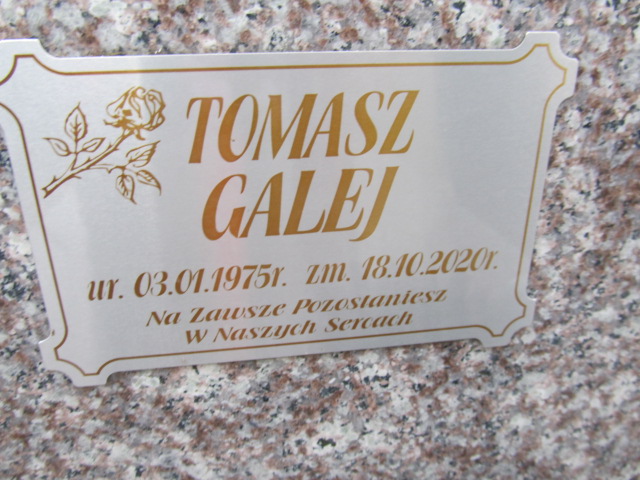 TOMASZ
GALEJ
ur. 03.01.1975r. zm. 18.10.2020r.
Na Zawsze Pozostaniesz
W Naszych Sercach